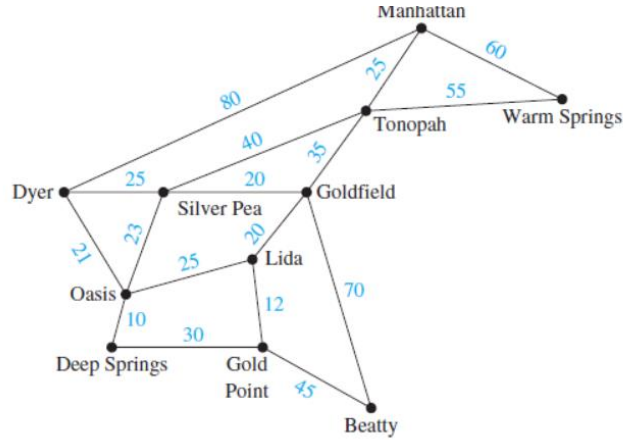 Manhattan
60
25
80
55
Warm Springs
Tonopah
40
35
Dyer
25
20
Goldfield
Silver Pea
21
23
20
25
Lida
Oasis
70
10
12
30
Deep Springs
Gold
Point
45
Beatty